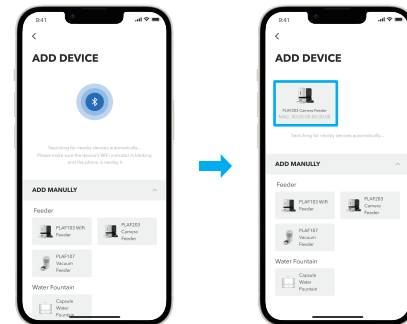 9:41
ADD DEVICE
Searching for nearby devices automatically...
Please make sure the device's WiFi indicator is blinking
and the phone is nearby it
ADD MANULLY
Feeder
PLAF103 WiFi
Feeder
PLAF203
Camera
Feeder
PLAF107
Vacuum
Feeder
Water Fountain
Capsule
Water
Fountain
9:41
ADD DEVICE
PLAF203 Camera Feeder
Searching for nearby devices automatically...
ADD MANULLY
Feeder
PLAF103 WiFi
Feeder
PLAF203
Camera
Feeder
PLAF107
Vacuum
Feeder
Water Fountain
Capsule
Water
Fountain